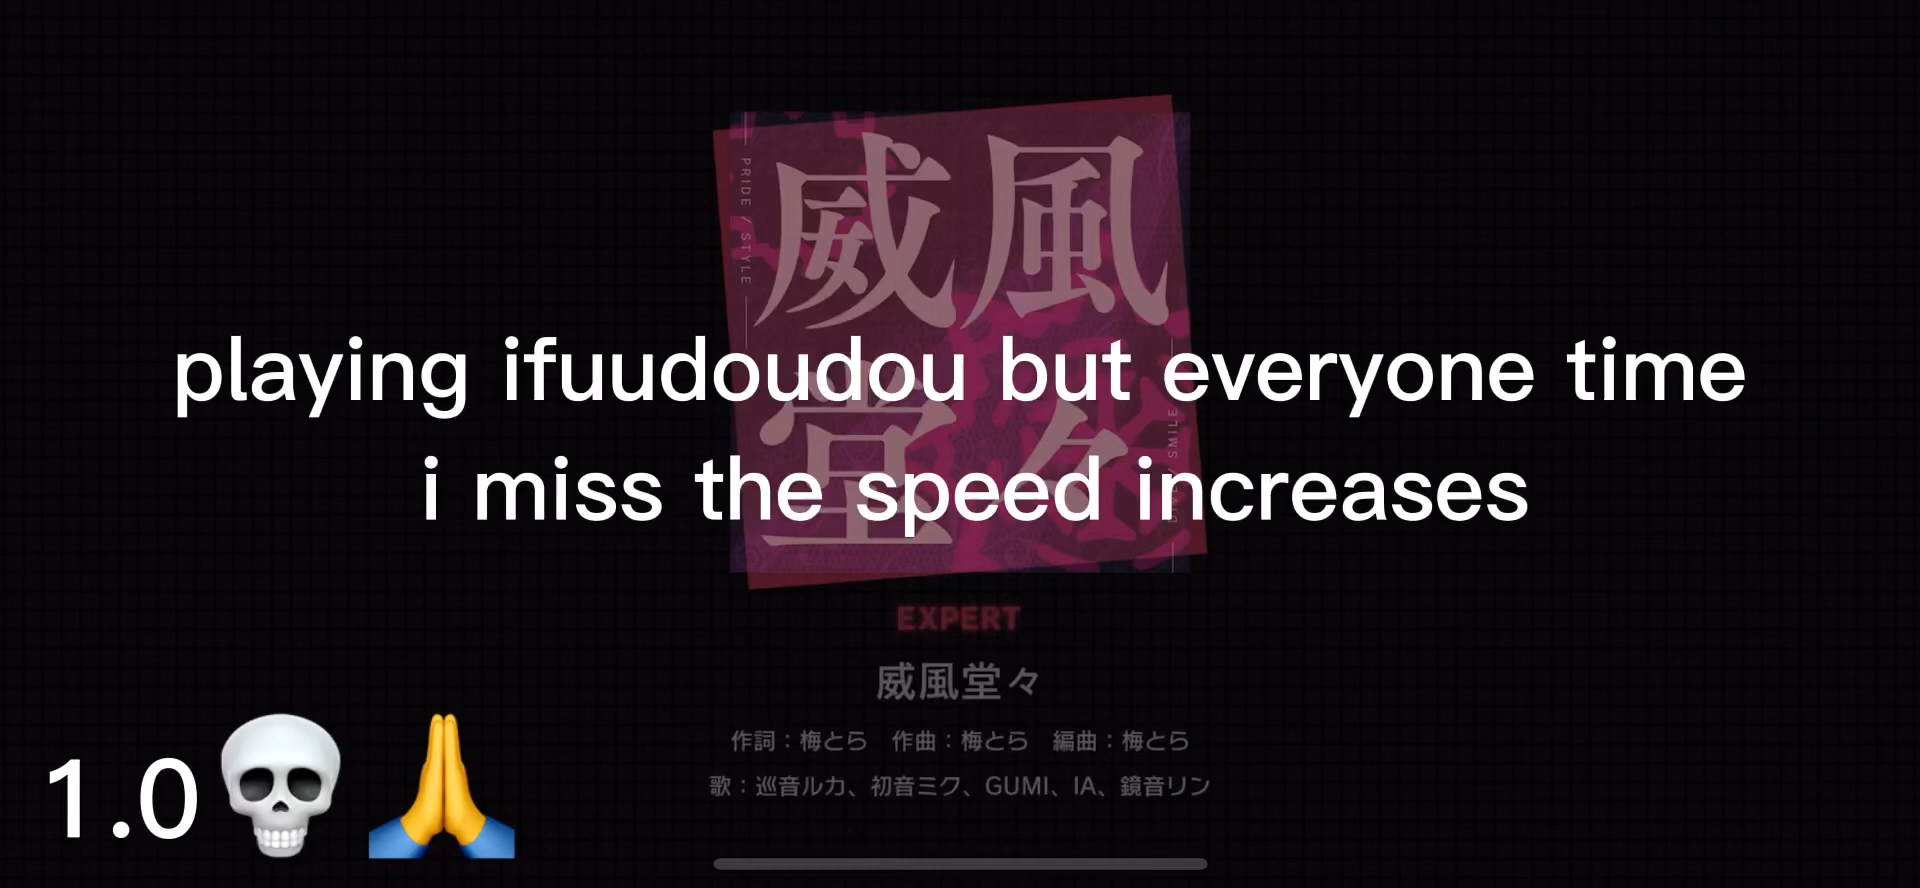 威風
堂々
PRIDE / STYLE
SMILE
playing ifuudoudou but everyone time
i miss the speed increases
EXPERT
威風堂々
作詞：梅とら 作曲：梅とら 編曲：梅とら
歌：巡音ルカ、初音ミク、GUMI、IA、鏡音リン
1.0💀🙏